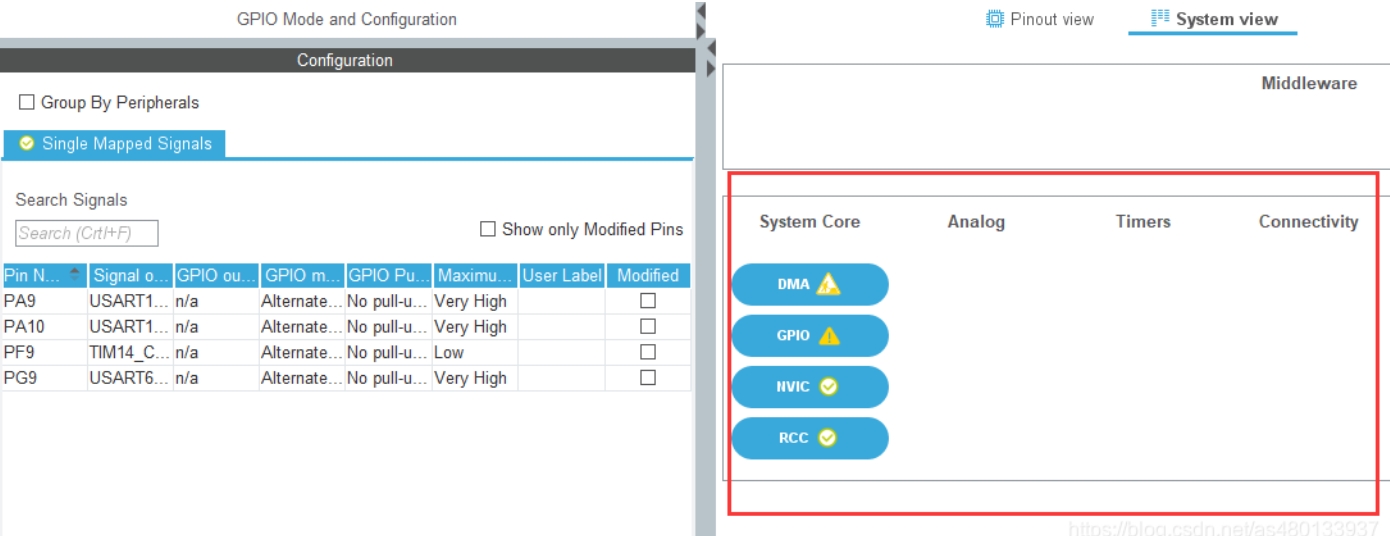 GPIO Mode and Configuration
Configuration
Group By Peripherals
Single Mapped Signals
Search Signals
Search (Crtl+F)
Show only Modified Pins
Pin N... Signal o... GPIO ou... GPIO m... GPIO Pu... Maximu... User Label Modified
PA9 USART1... n/a Alternate... No pull-u... Very High
PA10 USART1... n/a Alternate... No pull-u... Very High
PF9 TIM14_C... n/a Alternate... No pull-u... Low
PG9 USART6... n/a Alternate... No pull-u... Very High
Pinout view System view
Middleware
System Core Analog Timers Connectivity
DMA
GPIO
NVIC
RCC
https://blog.csdn.net/as480133937